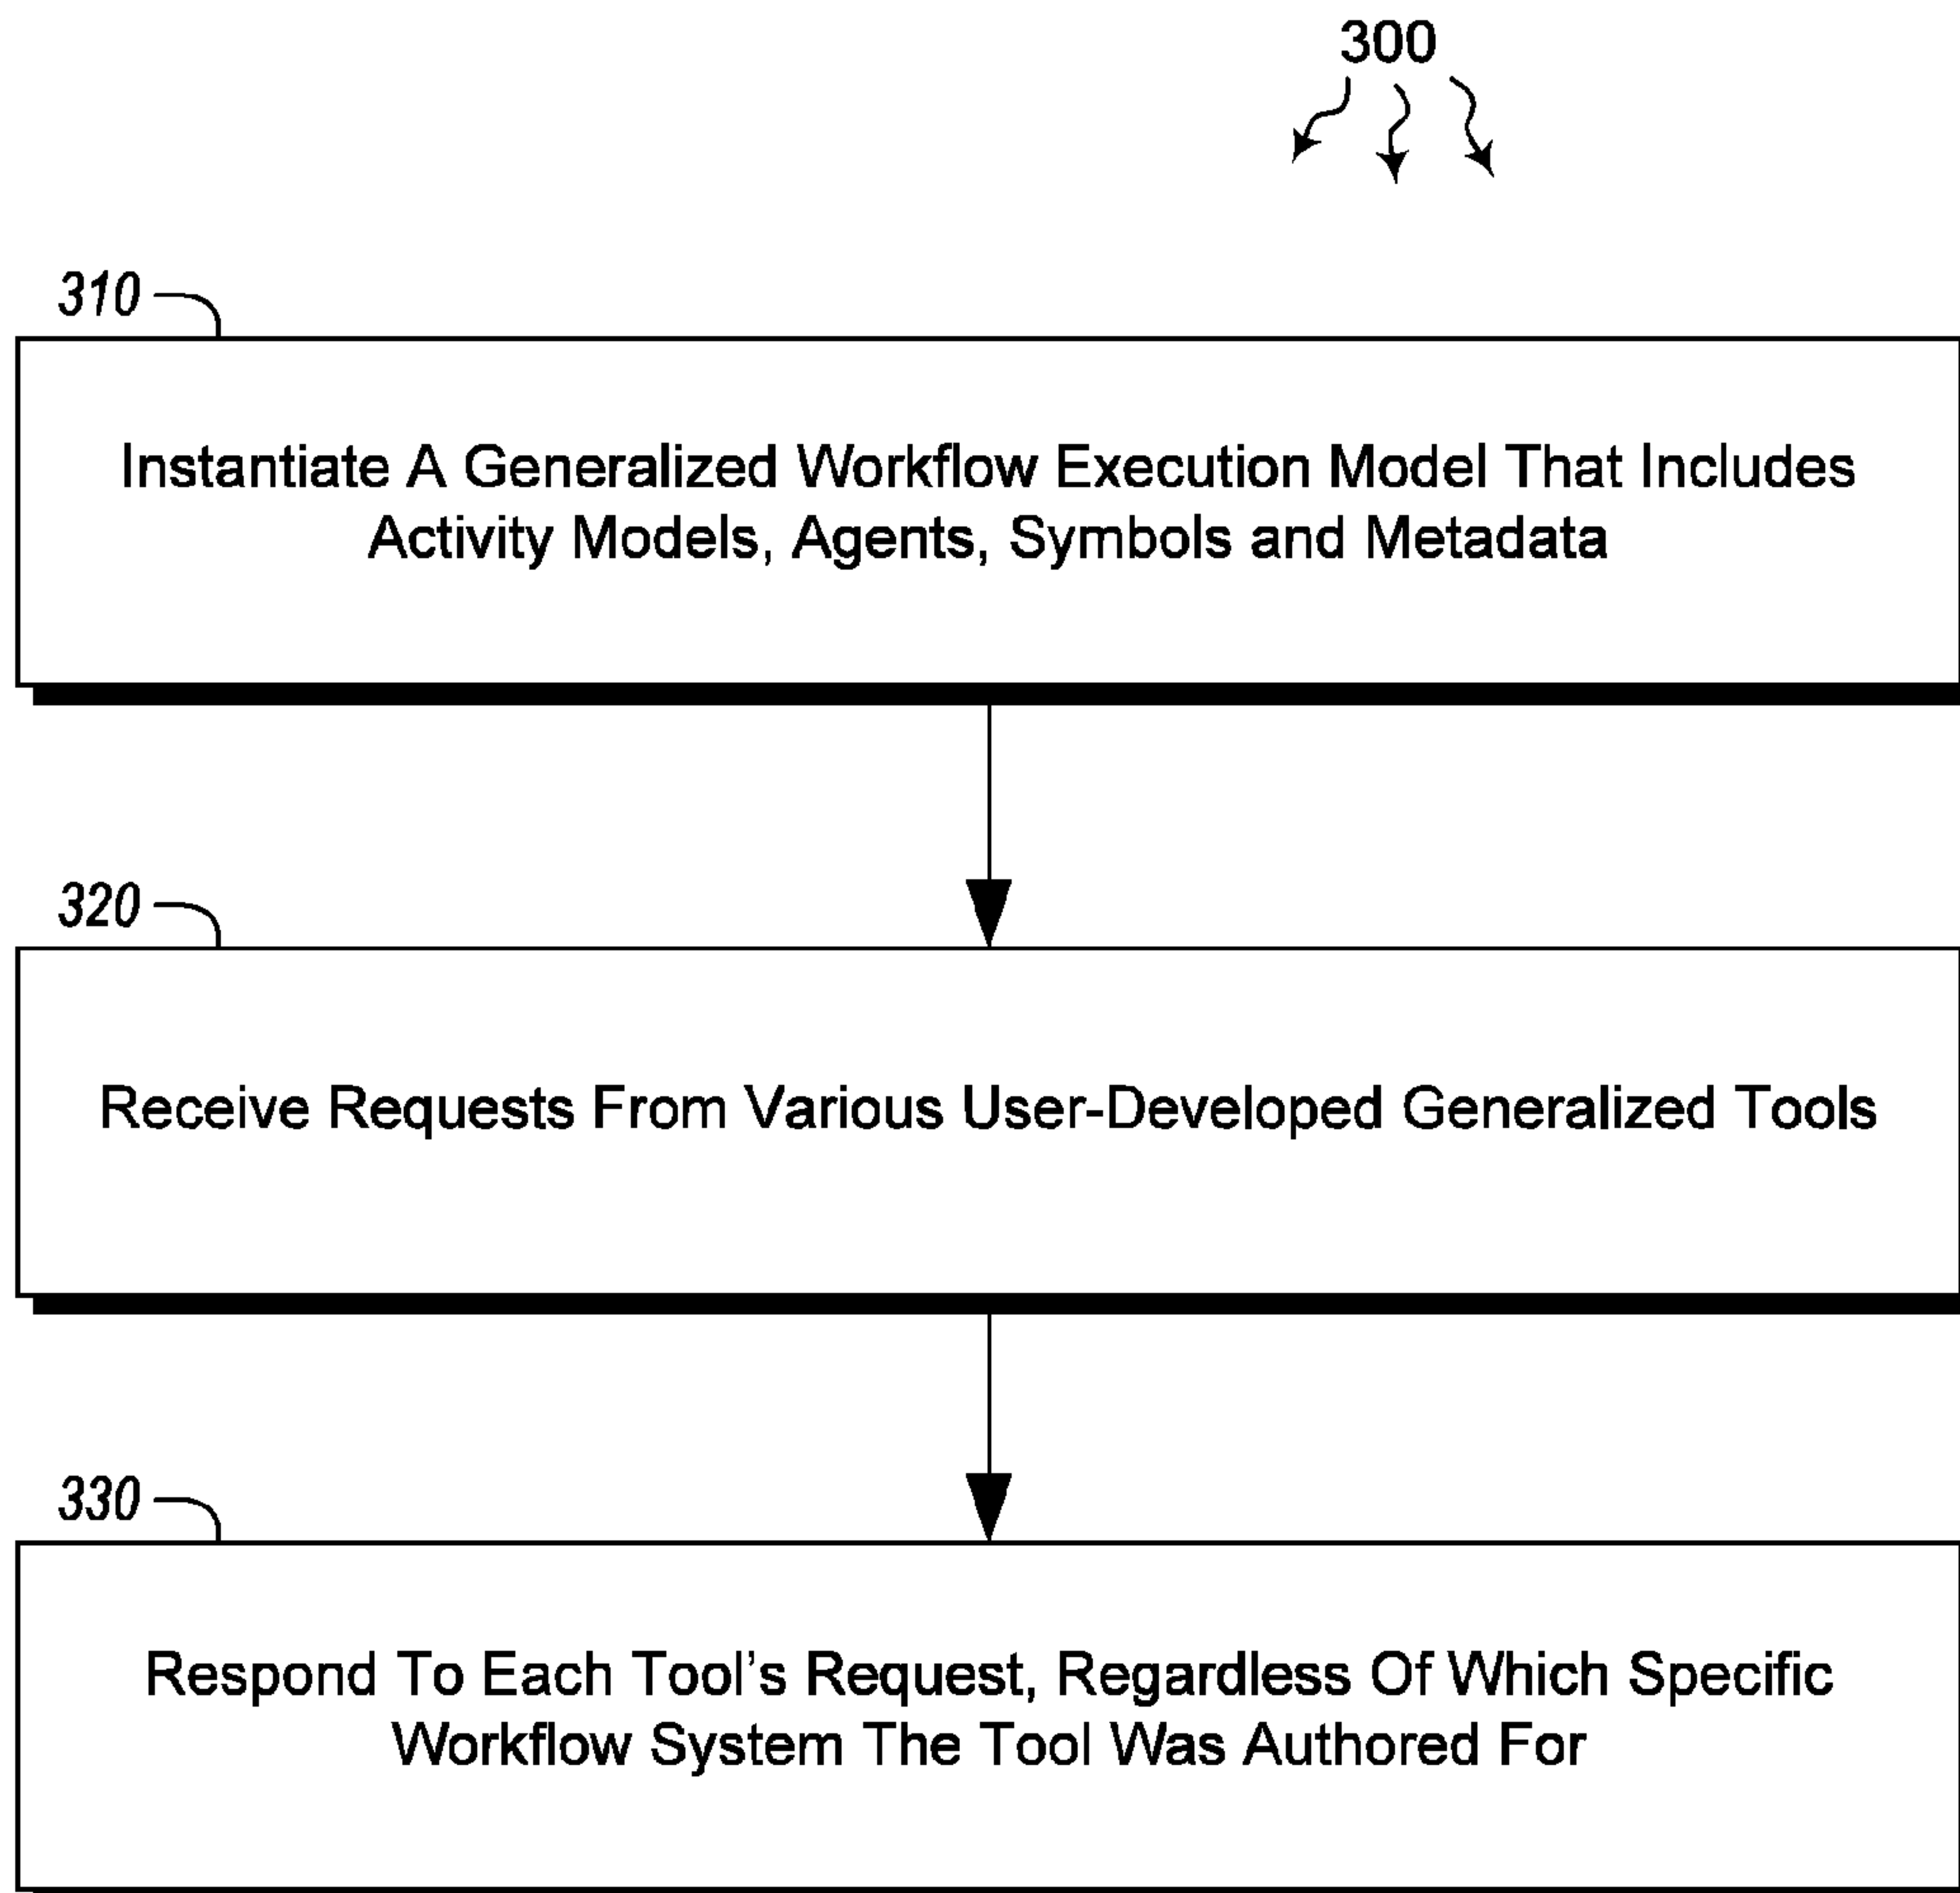 300
310
Instantiate A Generalized Workflow Execution Model That Includes
Activity Models, Agents, Symbols and Metadata
320
Receive Requests From Various User-Developed Generalized Tools
330
Respond To Each Tool's Request, Regardless Of Which Specific
Workflow System The Tool Was Authored For